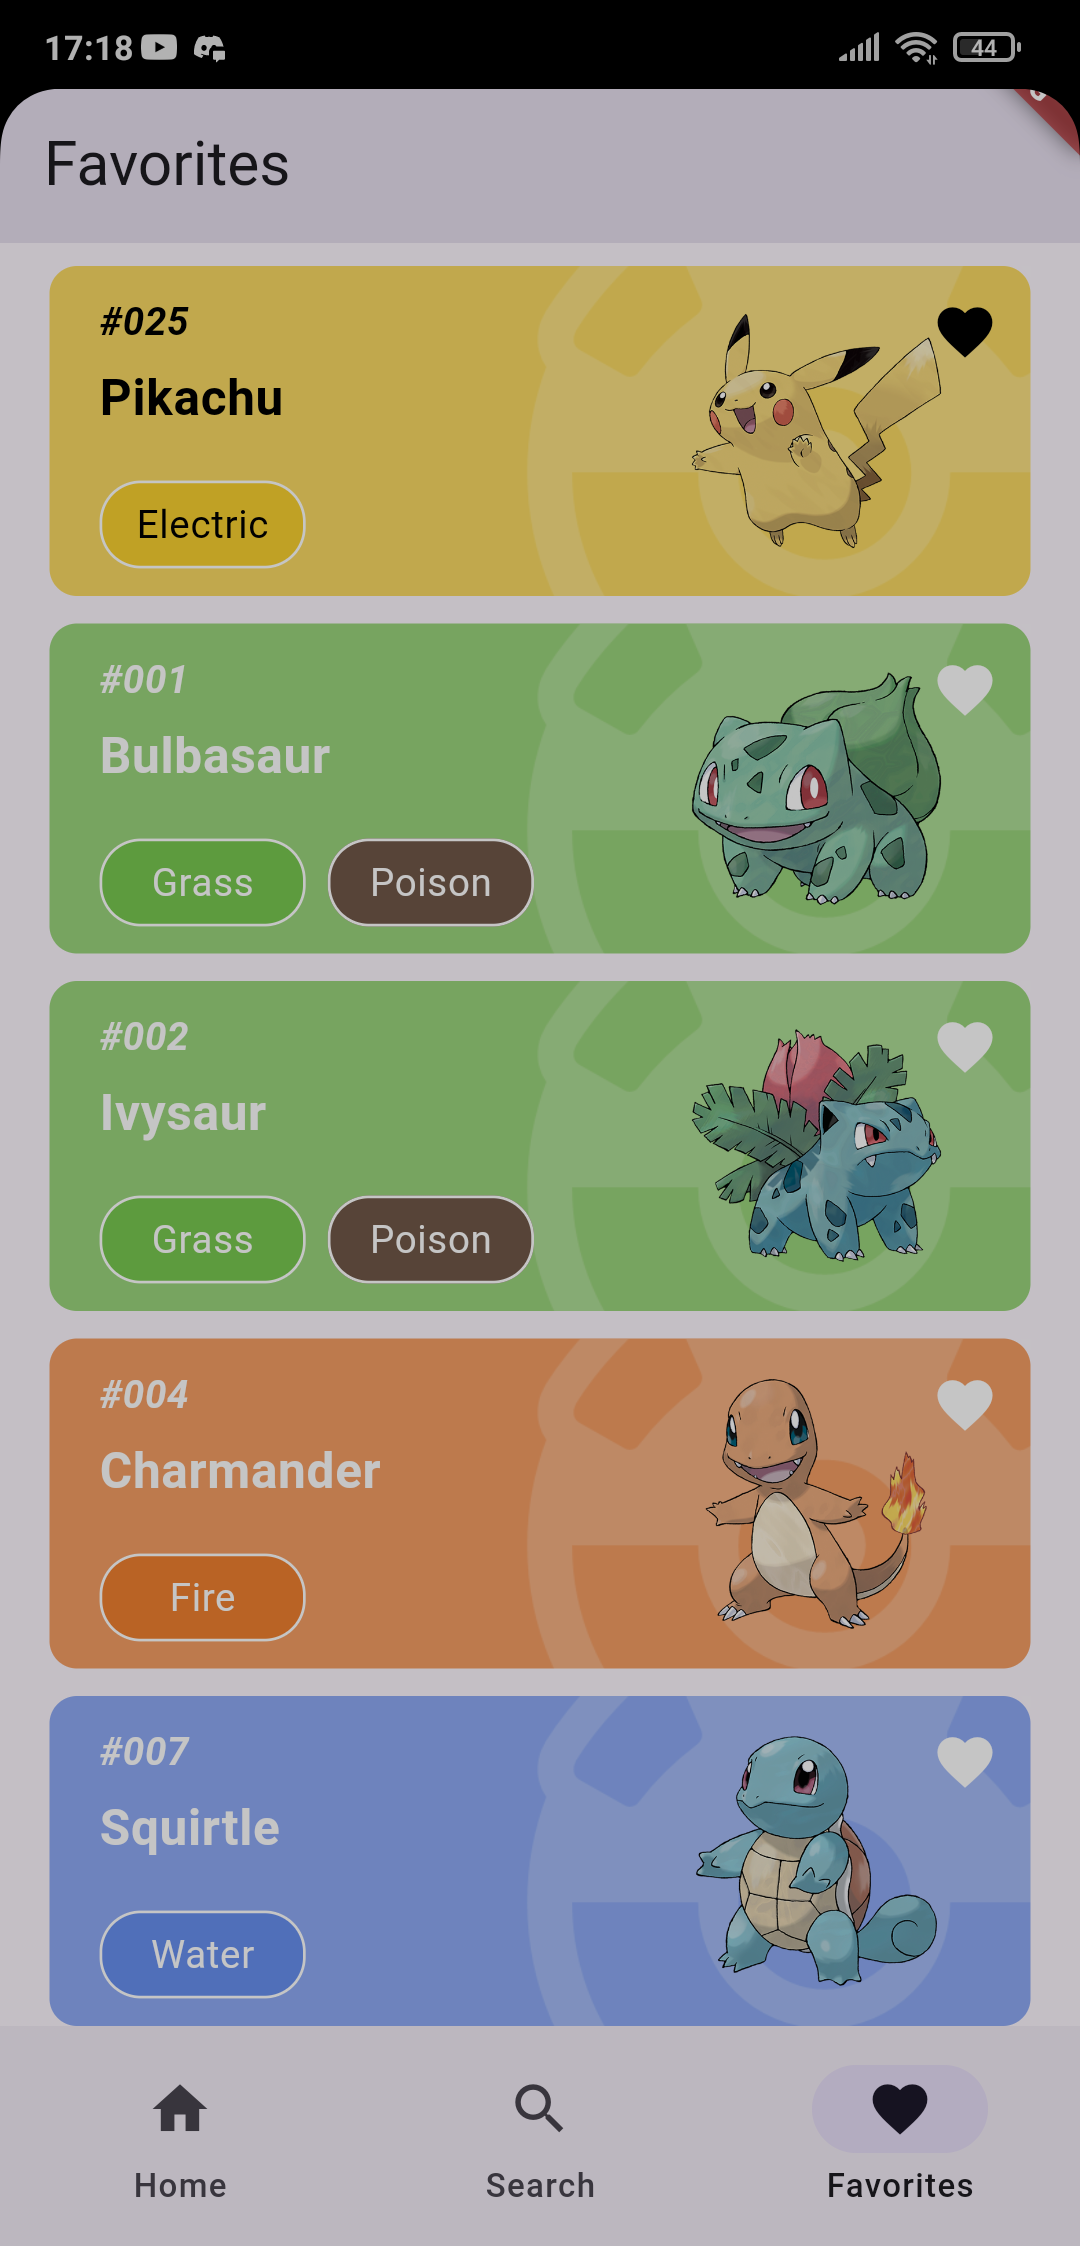 17:18
44
Favorites
#025
Pikachu
Electric
#001
Bulbasaur
Grass Poison
#002
Ivysaur
Grass Poison
#004
Charmander
Fire
#007
Squirtle
Water
Home Search Favorites